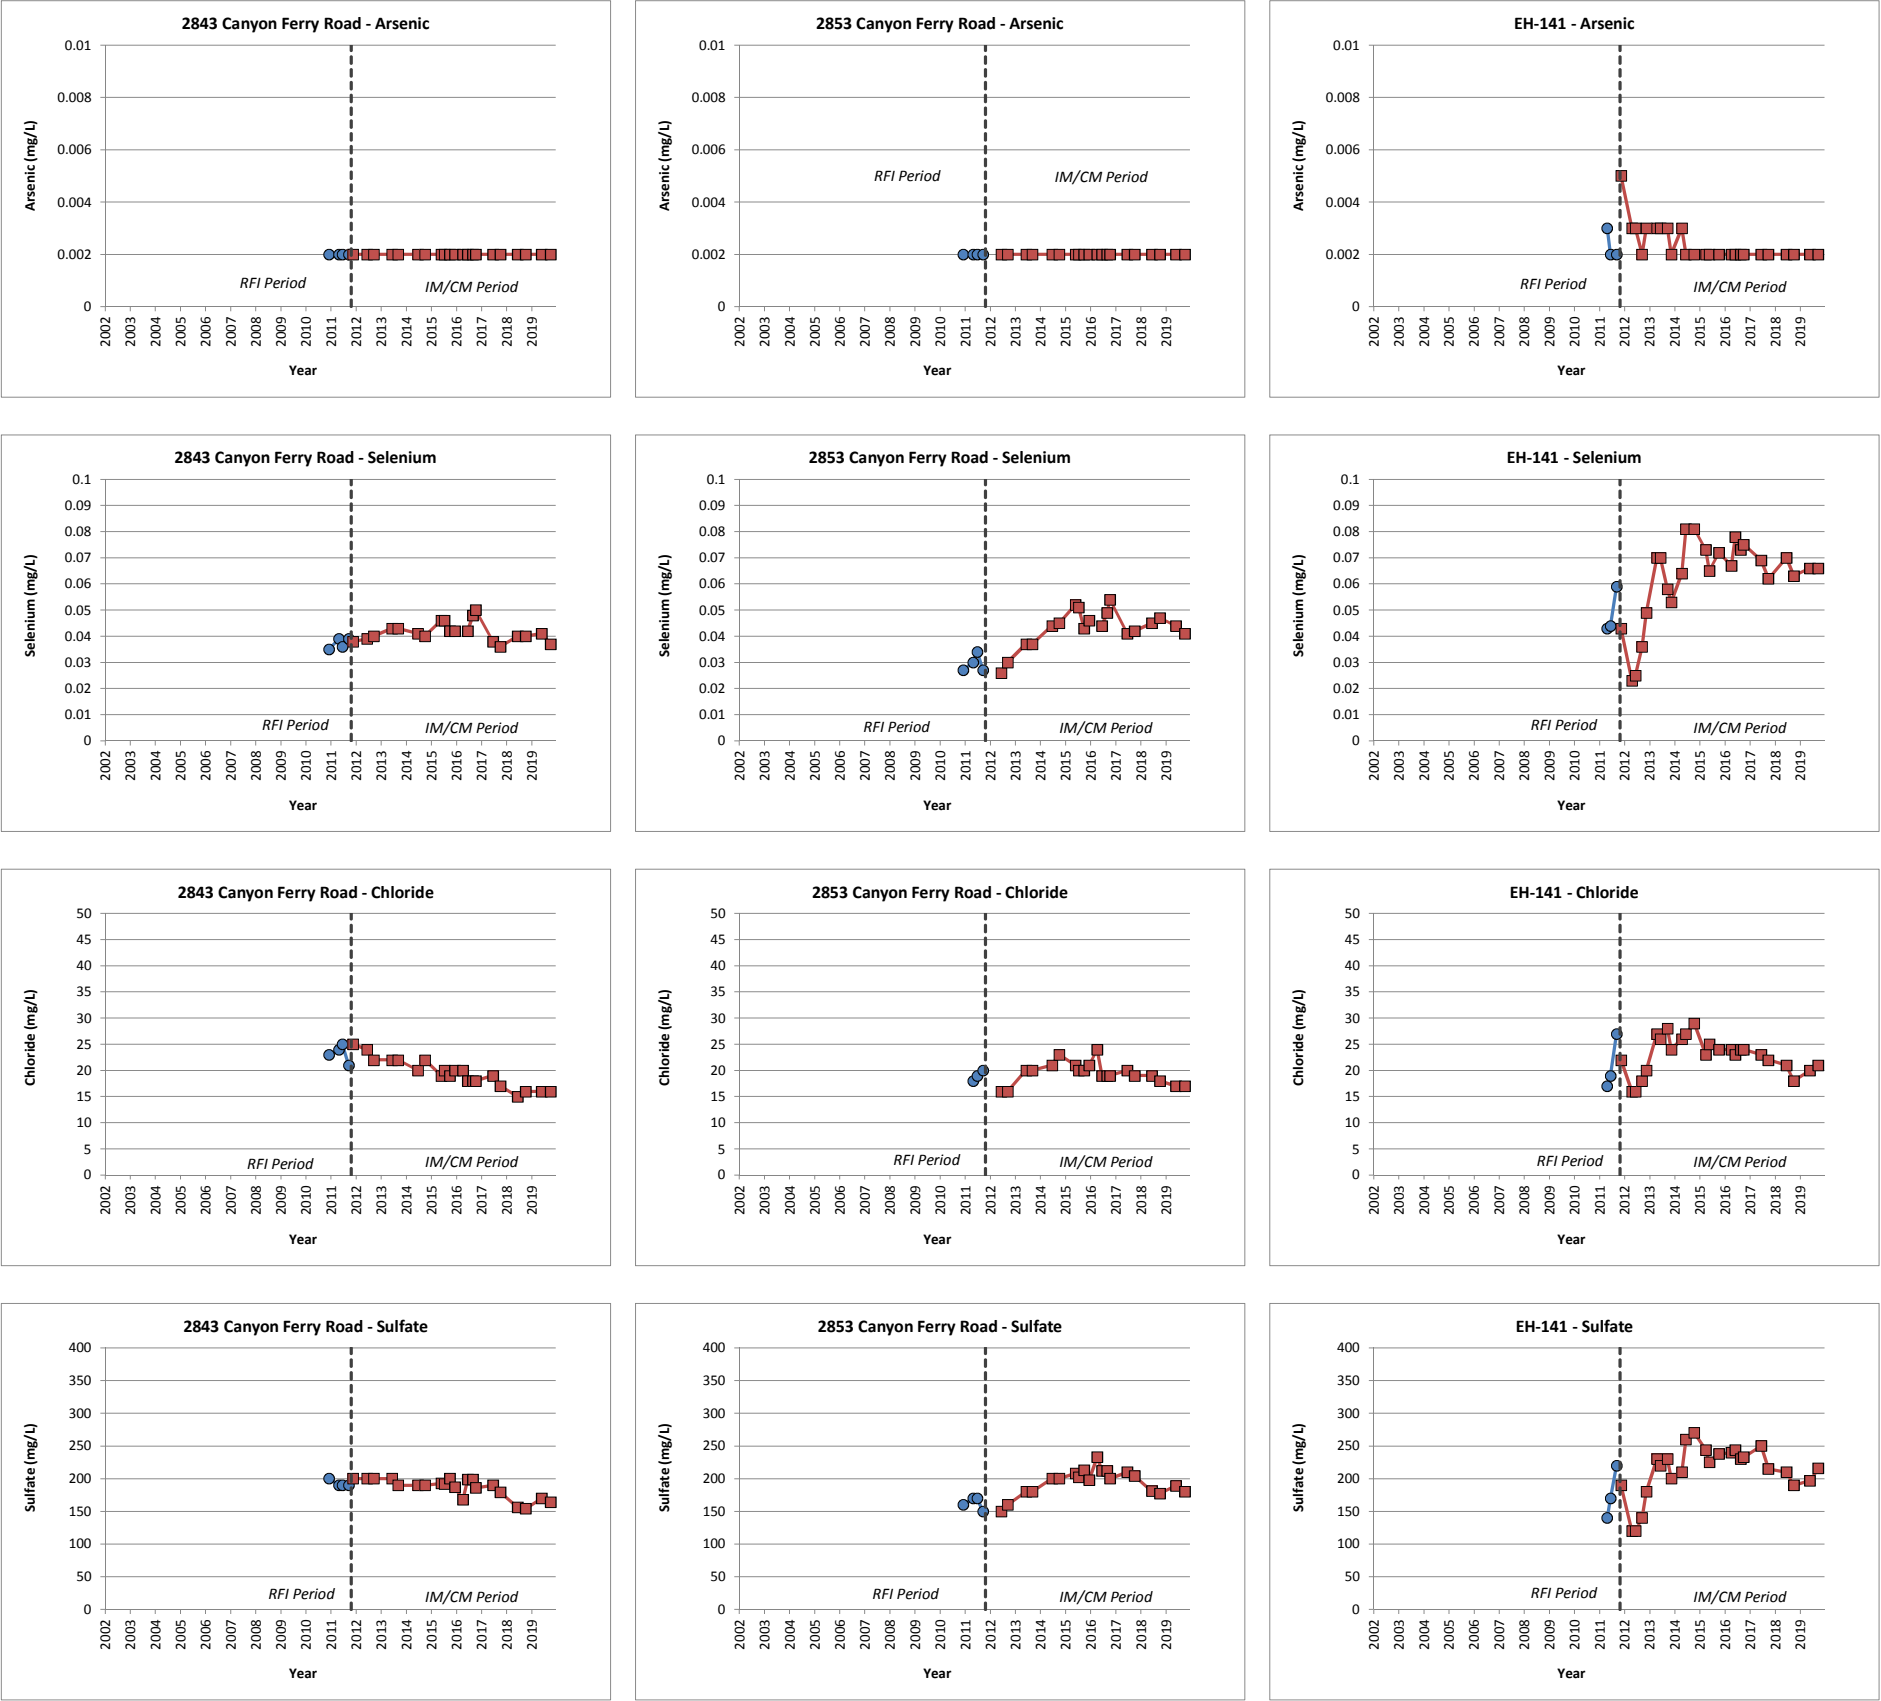 2843 Canyon Ferry Road - Arsenic
0.01
0.008
0.006
0.004
0.002
0
Arsenic (mg/L)
RFI Period
IM/CM Period
2002 2003 2004 2005 2006 2007 2008 2009 2010 2011 2012 2013 2014 2015 2016 2017 2018 2019
Year
2853 Canyon Ferry Road - Arsenic
0.01
0.008
0.006
0.004
0.002
0
Arsenic (mg/L)
RFI Period
IM/CM Period
2002 2003 2004 2005 2006 2007 2008 2009 2010 2011 2012 2013 2014 2015 2016 2017 2018 2019
Year
EH-141 - Arsenic
0.01
0.008
0.006
0.004
0.002
0
Arsenic (mg/L)
RFI Period
IM/CM Period
2002 2003 2004 2005 2006 2007 2008 2009 2010 2011 2012 2013 2014 2015 2016 2017 2018 2019
Year
2843 Canyon Ferry Road - Selenium
0.1
0.09
0.08
0.07
0.06
0.05
0.04
0.03
0.02
0.01
0
Selenium (mg/L)
RFI Period
IM/CM Period
2002 2003 2004 2005 2006 2007 2008 2009 2010 2011 2012 2013 2014 2015 2016 2017 2018 2019
Year
2853 Canyon Ferry Road - Selenium
0.1
0.09
0.08
0.07
0.06
0.05
0.04
0.03
0.02
0.01
0
Selenium (mg/L)
RFI Period
IM/CM Period
2002 2003 2004 2005 2006 2007 2008 2009 2010 2011 2012 2013 2014 2015 2016 2017 2018 2019
Year
EH-141 - Selenium
0.1
0.09
0.08
0.07
0.06
0.05
0.04
0.03
0.02
0.01
0
Selenium (mg/L)
RFI Period
IM/CM Period
2002 2003 2004 2005 2006 2007 2008 2009 2010 2011 2012 2013 2014 2015 2016 2017 2018 2019
Year
2843 Canyon Ferry Road - Chloride
50
45
40
35
30
25
20
15
10
5
0
Chloride (mg/L)
RFI Period
IM/CM Period
2002 2003 2004 2005 2006 2007 2008 2009 2010 2011 2012 2013 2014 2015 2016 2017 2018 2019
Year
2853 Canyon Ferry Road - Chloride
50
45
40
35
30
25
20
15
10
5
0
Chloride (mg/L)
RFI Period
IM/CM Period
2002 2003 2004 2005 2006 2007 2008 2009 2010 2011 2012 2013 2014 2015 2016 2017 2018 2019
Year
EH-141 - Chloride
50
45
40
35
30
25
20
15
10
5
0
Chloride (mg/L)
RFI Period
IM/CM Period
2002 2003 2004 2005 2006 2007 2008 2009 2010 2011 2012 2013 2014 2015 2016 2017 2018 2019
Year
2843 Canyon Ferry Road - Sulfate
400
350
300
250
200
150
100
50
0
Sulfate (mg/L)
RFI Period
IM/CM Period
2002 2003 2004 2005 2006 2007 2008 2009 2010 2011 2012 2013 2014 2015 2016 2017 2018 2019
Year
2853 Canyon Ferry Road - Sulfate
400
350
300
250
200
150
100
50
0
Sulfate (mg/L)
RFI Period
IM/CM Period
2002 2003 2004 2005 2006 2007 2008 2009 2010 2011 2012 2013 2014 2015 2016 2017 2018 2019
Year
EH-141 - Sulfate
400
350
300
250
200
150
100
50
0
Sulfate (mg/L)
RFI Period
IM/CM Period
2002 2003 2004 2005 2006 2007 2008 2009 2010 2011 2012 2013 2014 2015 2016 2017 2018 2019
Year